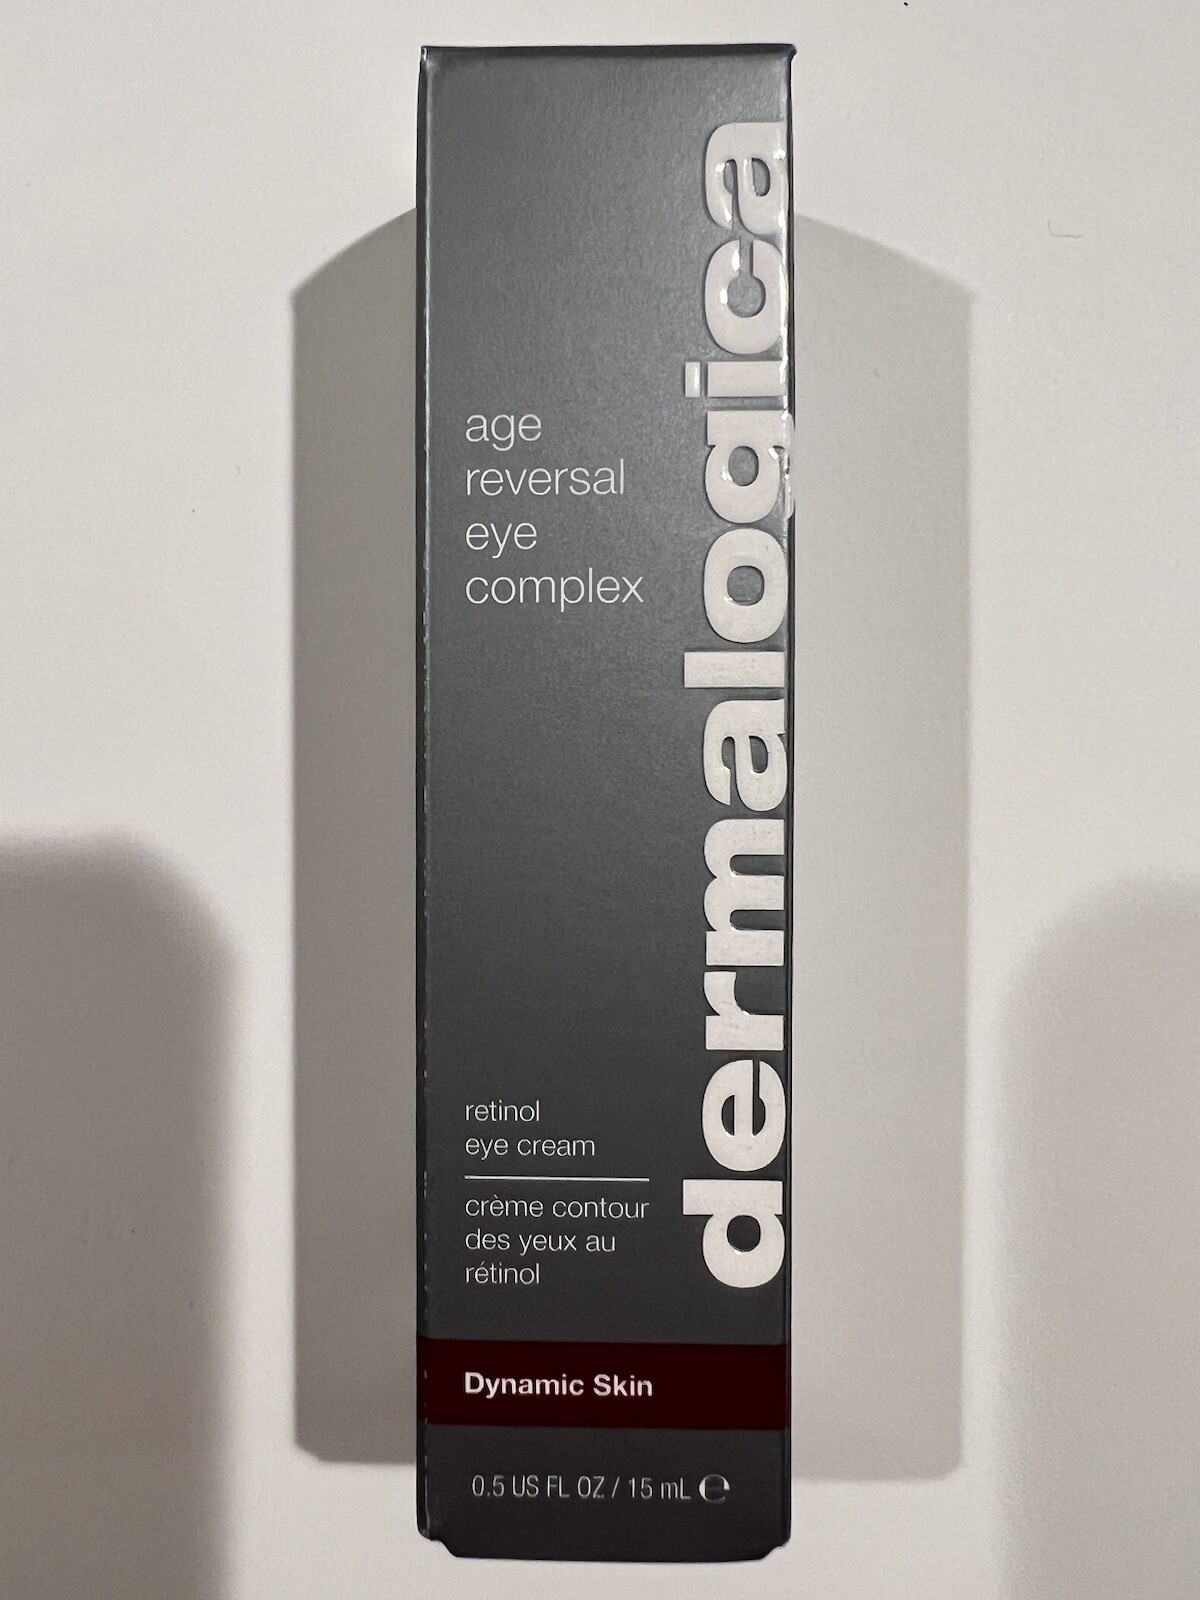 age
reversal
eye
complex
dermalogica
retinol
eye cream
crème contour
des yeux au
rétinol
Dynamic Skin
0.5 US FL OZ / 15 mL ℮